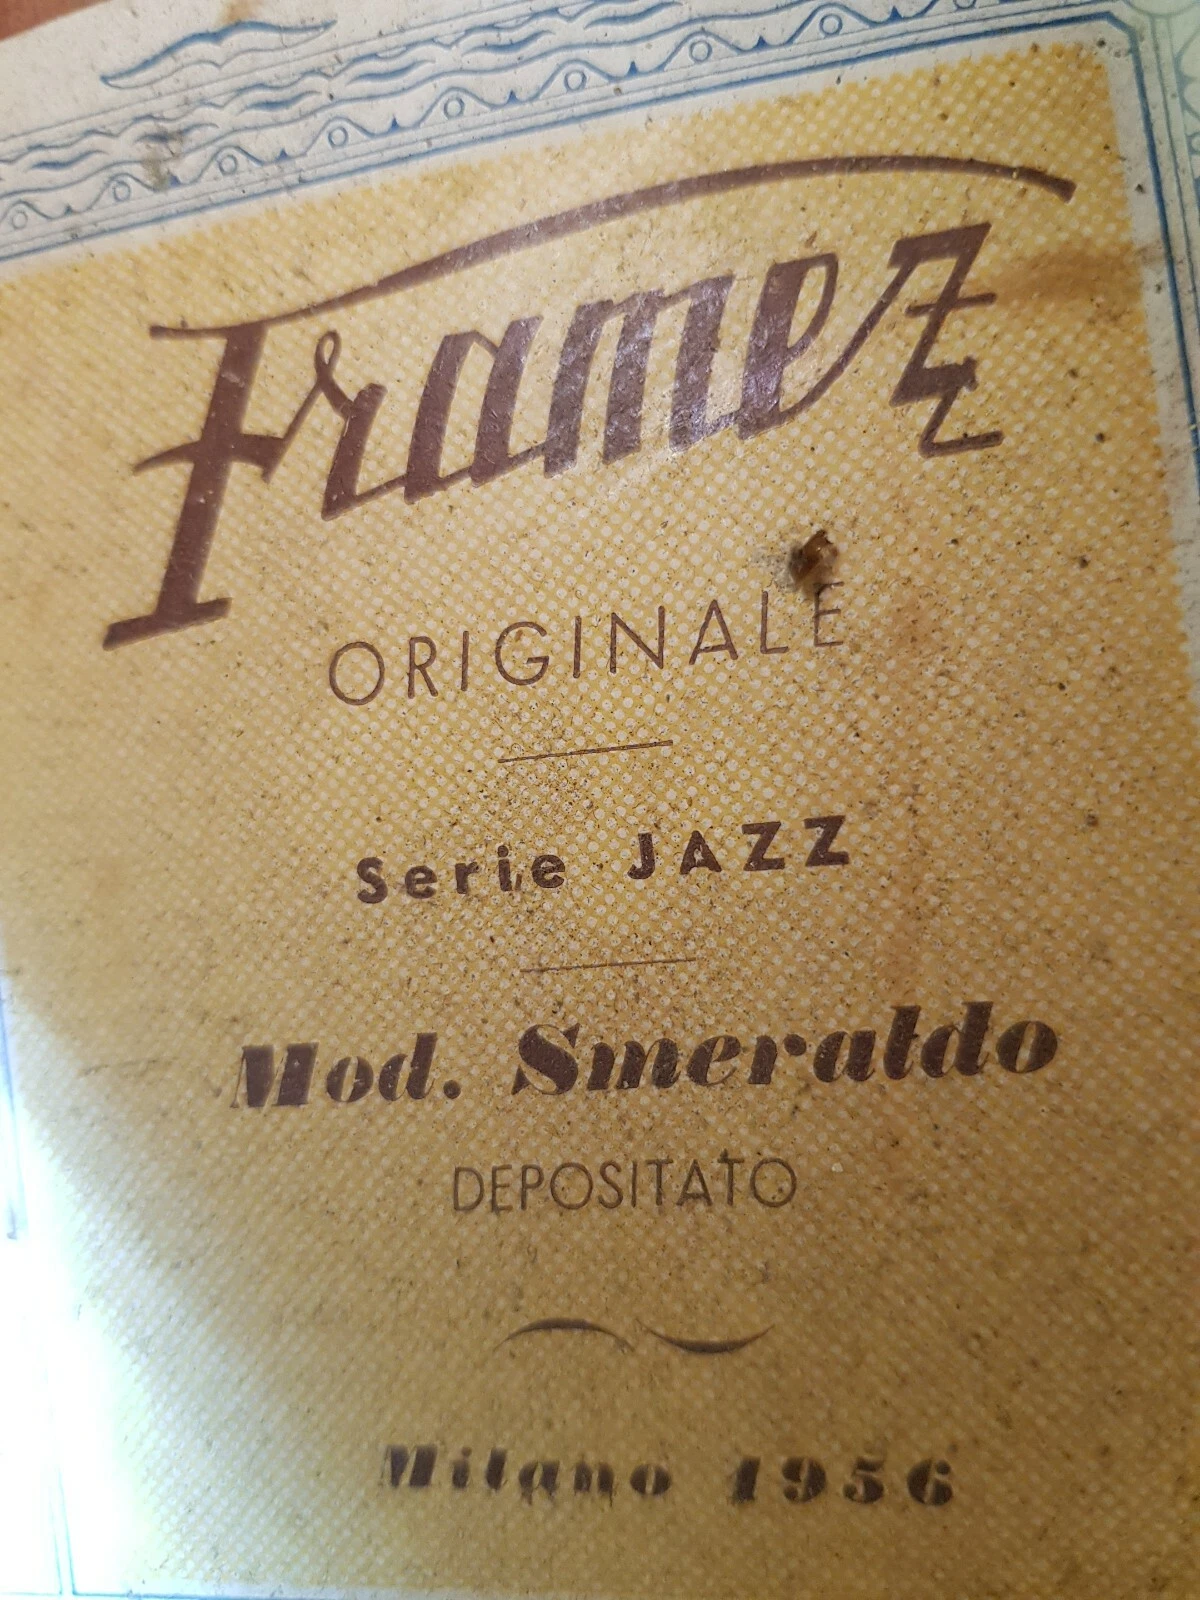 Framez
ORIGINALE
Serie JAZZ
Mod. Smeraldo
DEPOSITATO
Milano 1956